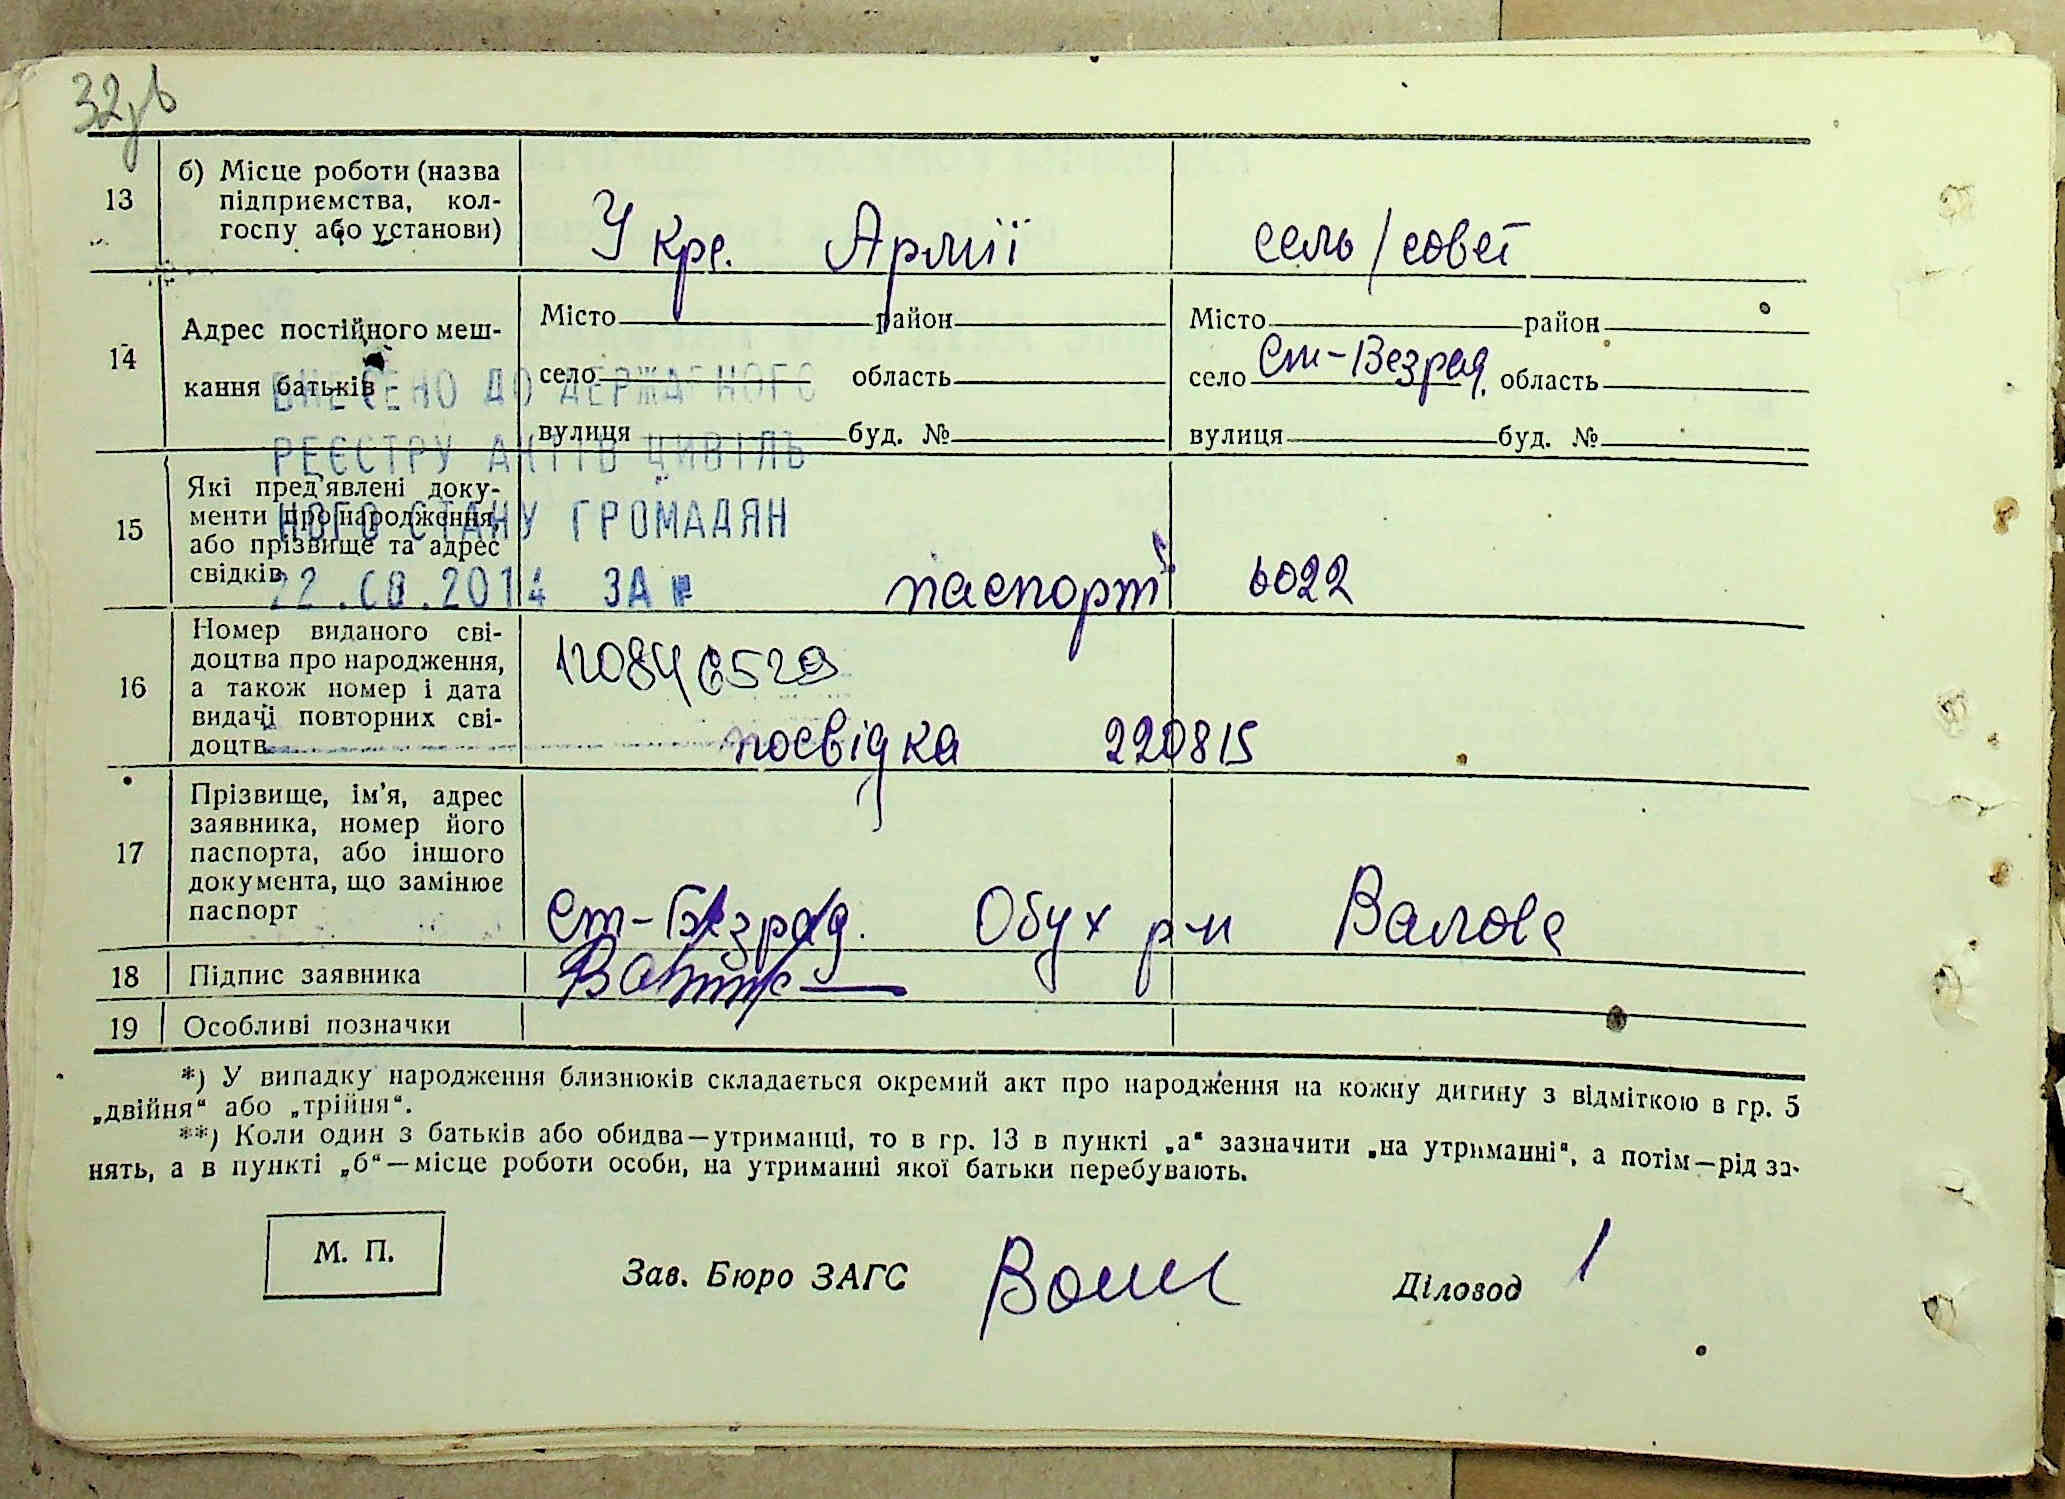 32
13
б) Місце роботи (назва
підприємства, кол-
госпу або установи)
У крс. Армії
сель/совет
14
Адрес постійного меш-
кання батьків
Місто район
село область
вулиця буд. №
Місто район
село Ст-Безрад. область
вулиця буд. №
ВНЕСЕНО ДО ДЕРЖАВНОГО
РЕЄСТРУ АКТІВ ЦИВІЛЬ
НОГО СТАНУ ГРОМАДЯН
22.08.2014 ЗА №
15
Які пред'явлені доку-
менти про народження,
або прізвище та адрес
свідків
паспорт 6022
16
Номер виданого сві-
доцтва про народження,
а також номер і дата
видачі повторних сві-
доцтв
посвідка 220815
17
Прізвище, ім'я, адрес
заявника, номер його
паспорта, або іншого
документа, що замінює
паспорт
Ст-Безрад. Обух р-н
18
Підпис заявника
19
Особливі позначки
*) У випадку народження близнюків складається окремий акт про народження на кожну дитину з відміткою в гр. 5
„двійня“ або „трійня“.
**) Коли один з батьків або обидва—утриманці, то в гр. 13 в пункті „а“ зазначити „на утриманні“, а потім—рід за-
нять, а в пункті „б“—місце роботи особи, на утриманні якої батьки перебувають.
М. П.
Зав. Бюро ЗАГС
Діловод